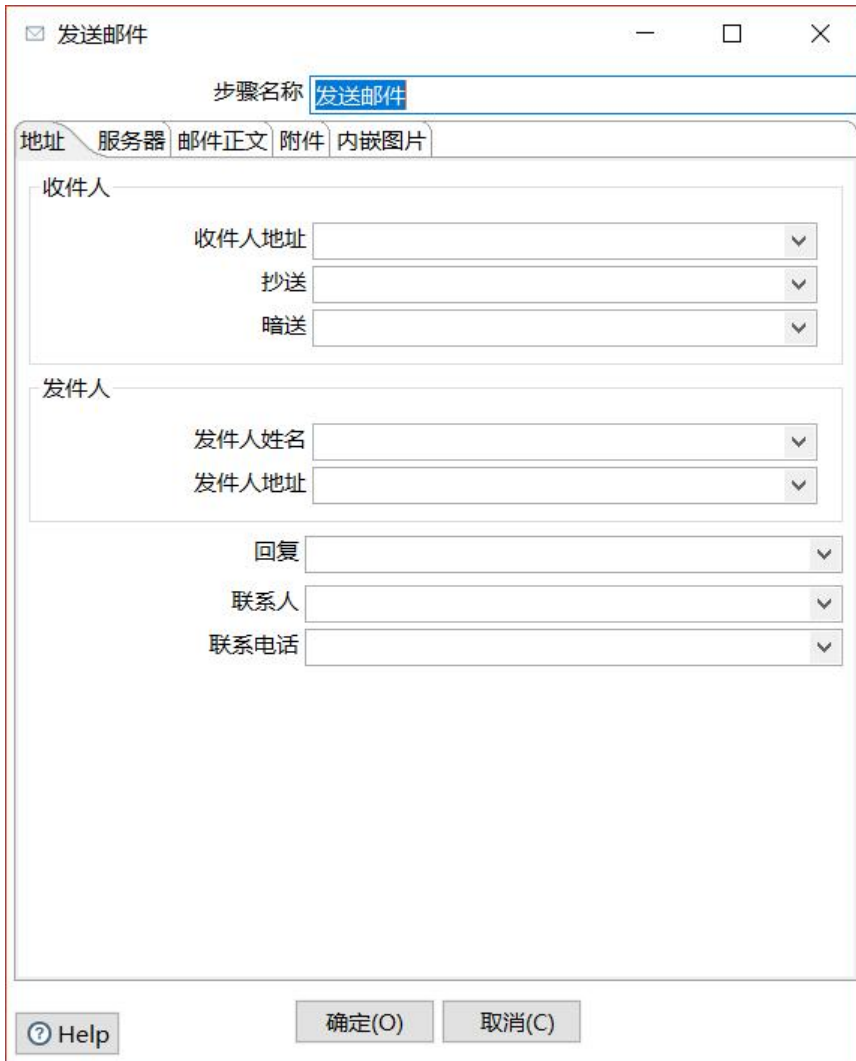 发送邮件
步骤名称 发送邮件
地址 服务器 邮件正文 附件 内嵌图片
收件人
收件人地址
抄送
暗送
发件人
发件人姓名
发件人地址
回复
联系人
联系电话
Help 确定(O) 取消(C)